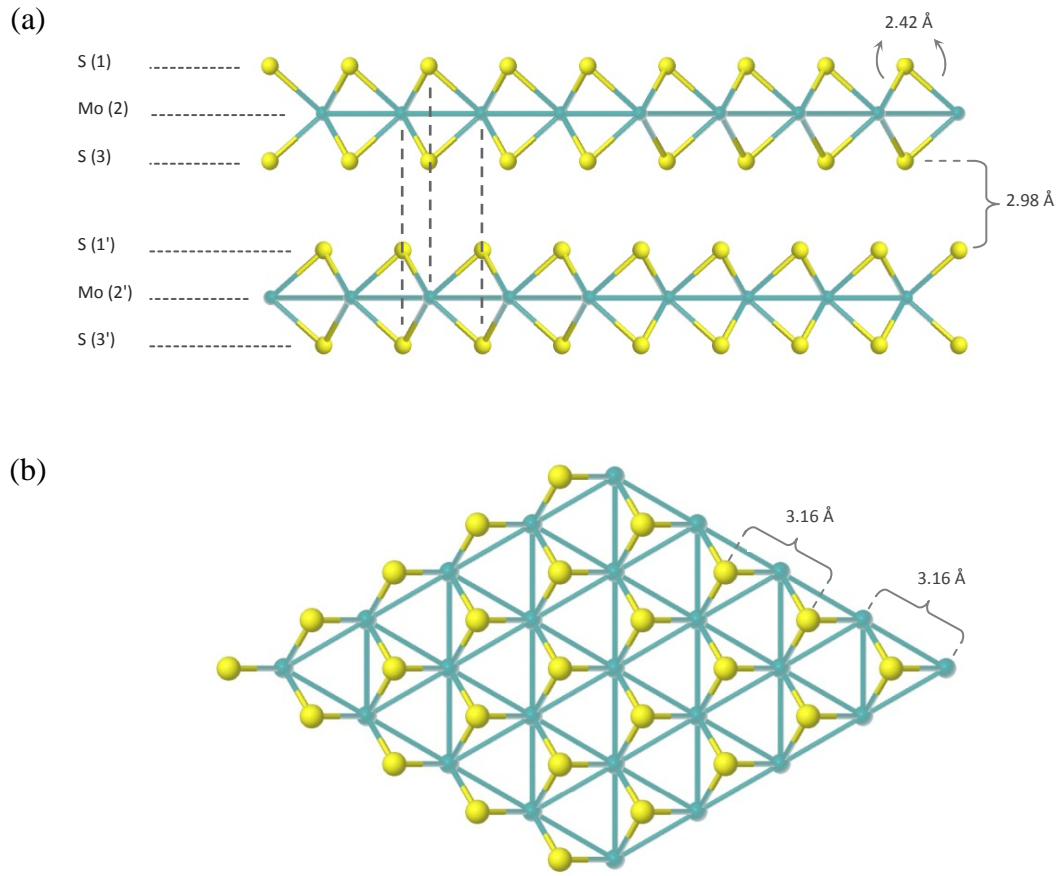 (a)
2.42 Å
S (1)
Mo (2)
S (3)
2.98 Å
S (1')
Mo (2')
S (3')
(b)
3.16 Å
3.16 Å